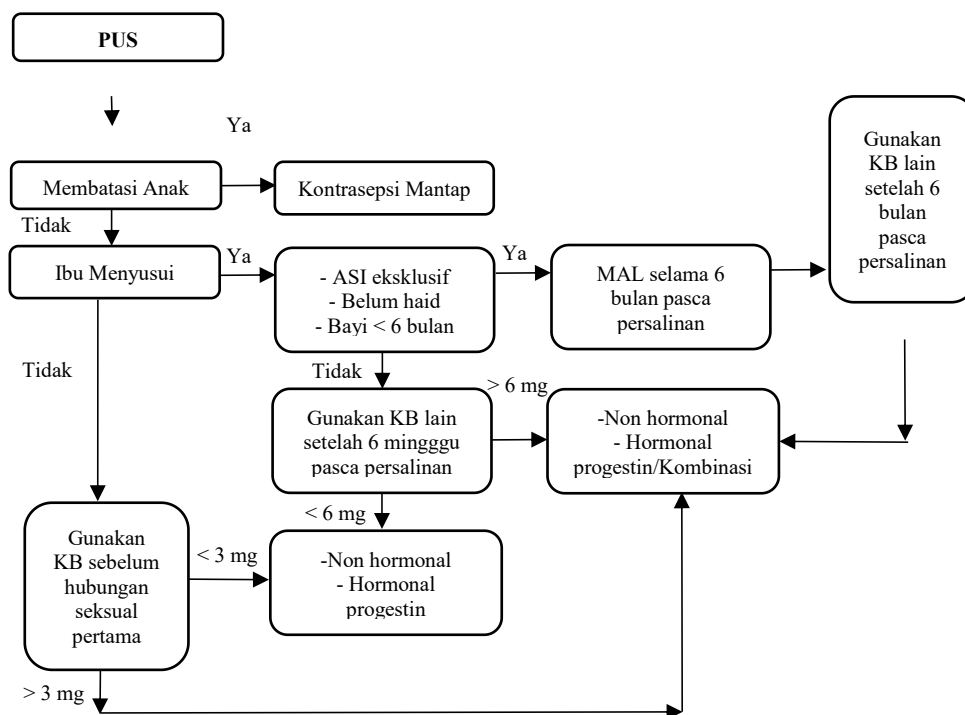 PUS
Ya
Membatasi Anak
Kontrasepsi Mantap
Gunakan
KB lain
setelah 6
bulan
pasca
persalinan
Tidak
Ibu Menyusui
Ya
- ASI eksklusif
- Belum haid
- Bayi < 6 bulan
Ya
MAL selama 6
bulan pasca
persalinan
Tidak
Tidak
Gunakan KB lain
setelah 6 mingggu
pasca persalinan
> 6 mg
-Non hormonal
- Hormonal
progestin/Kombinasi
< 6 mg
Gunakan
KB sebelum
hubungan
seksual
pertama
< 3 mg
-Non hormonal
- Hormonal
progestin
> 3 mg